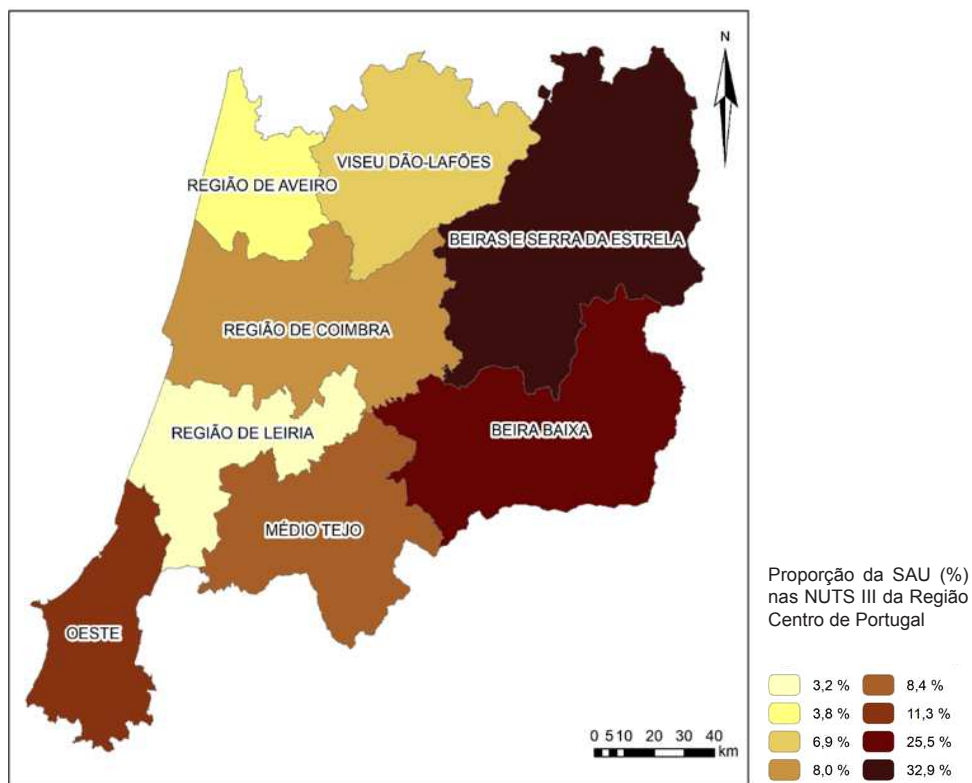 N
VISEU DÃO-LAFÕES
REGIÃO DE AVEIRO
BEIRAS E SERRA DA ESTRELA
REGIÃO DE COIMBRA
REGIÃO DE LEIRIA
BEIRA BAIXA
MÉDIO TEJO
OESTE
0 5 10 20 30 40
km
Proporção da SAU (%)
nas NUTS III da Região
Centro de Portugal
3,2 % 8,4 %
3,8 % 11,3 %
6,9 % 25,5 %
8,0 % 32,9 %